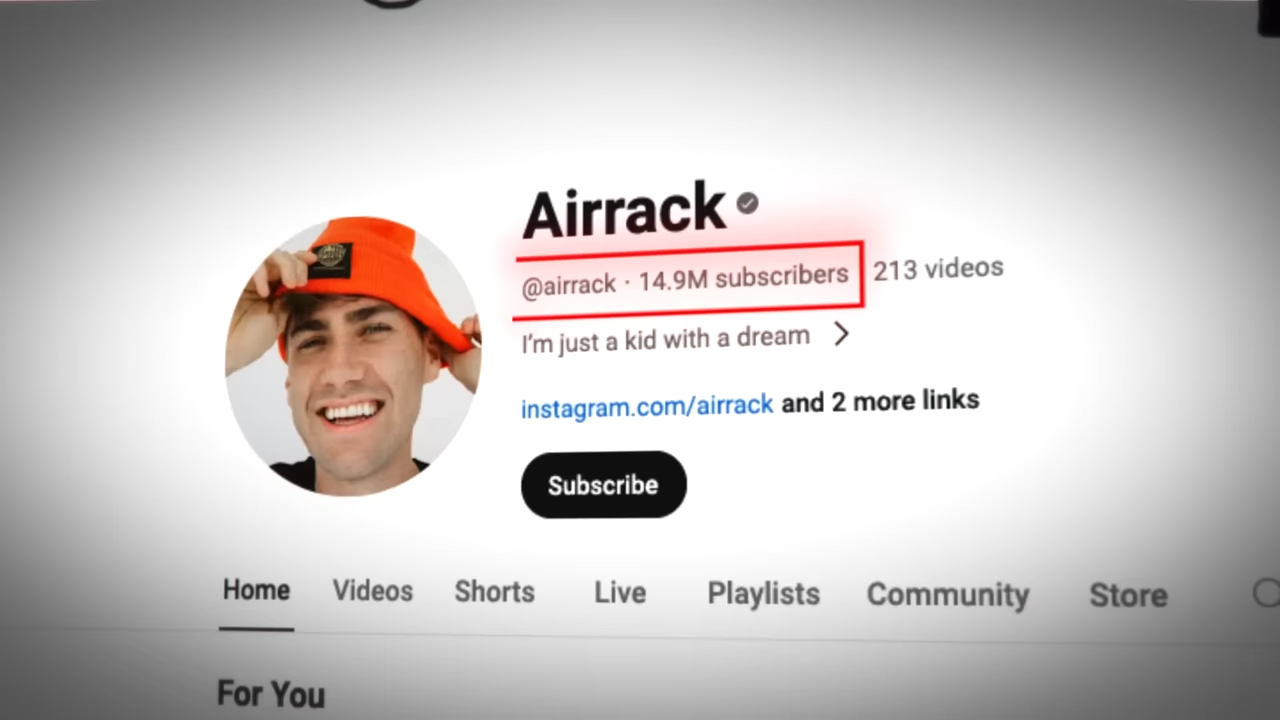 Airrack
@airrack · 14.9M subscribers 213 videos
I'm just a kid with a dream
instagram.com/airrack and 2 more links
Subscribe
Home Videos Shorts Live Playlists Community Store
For You